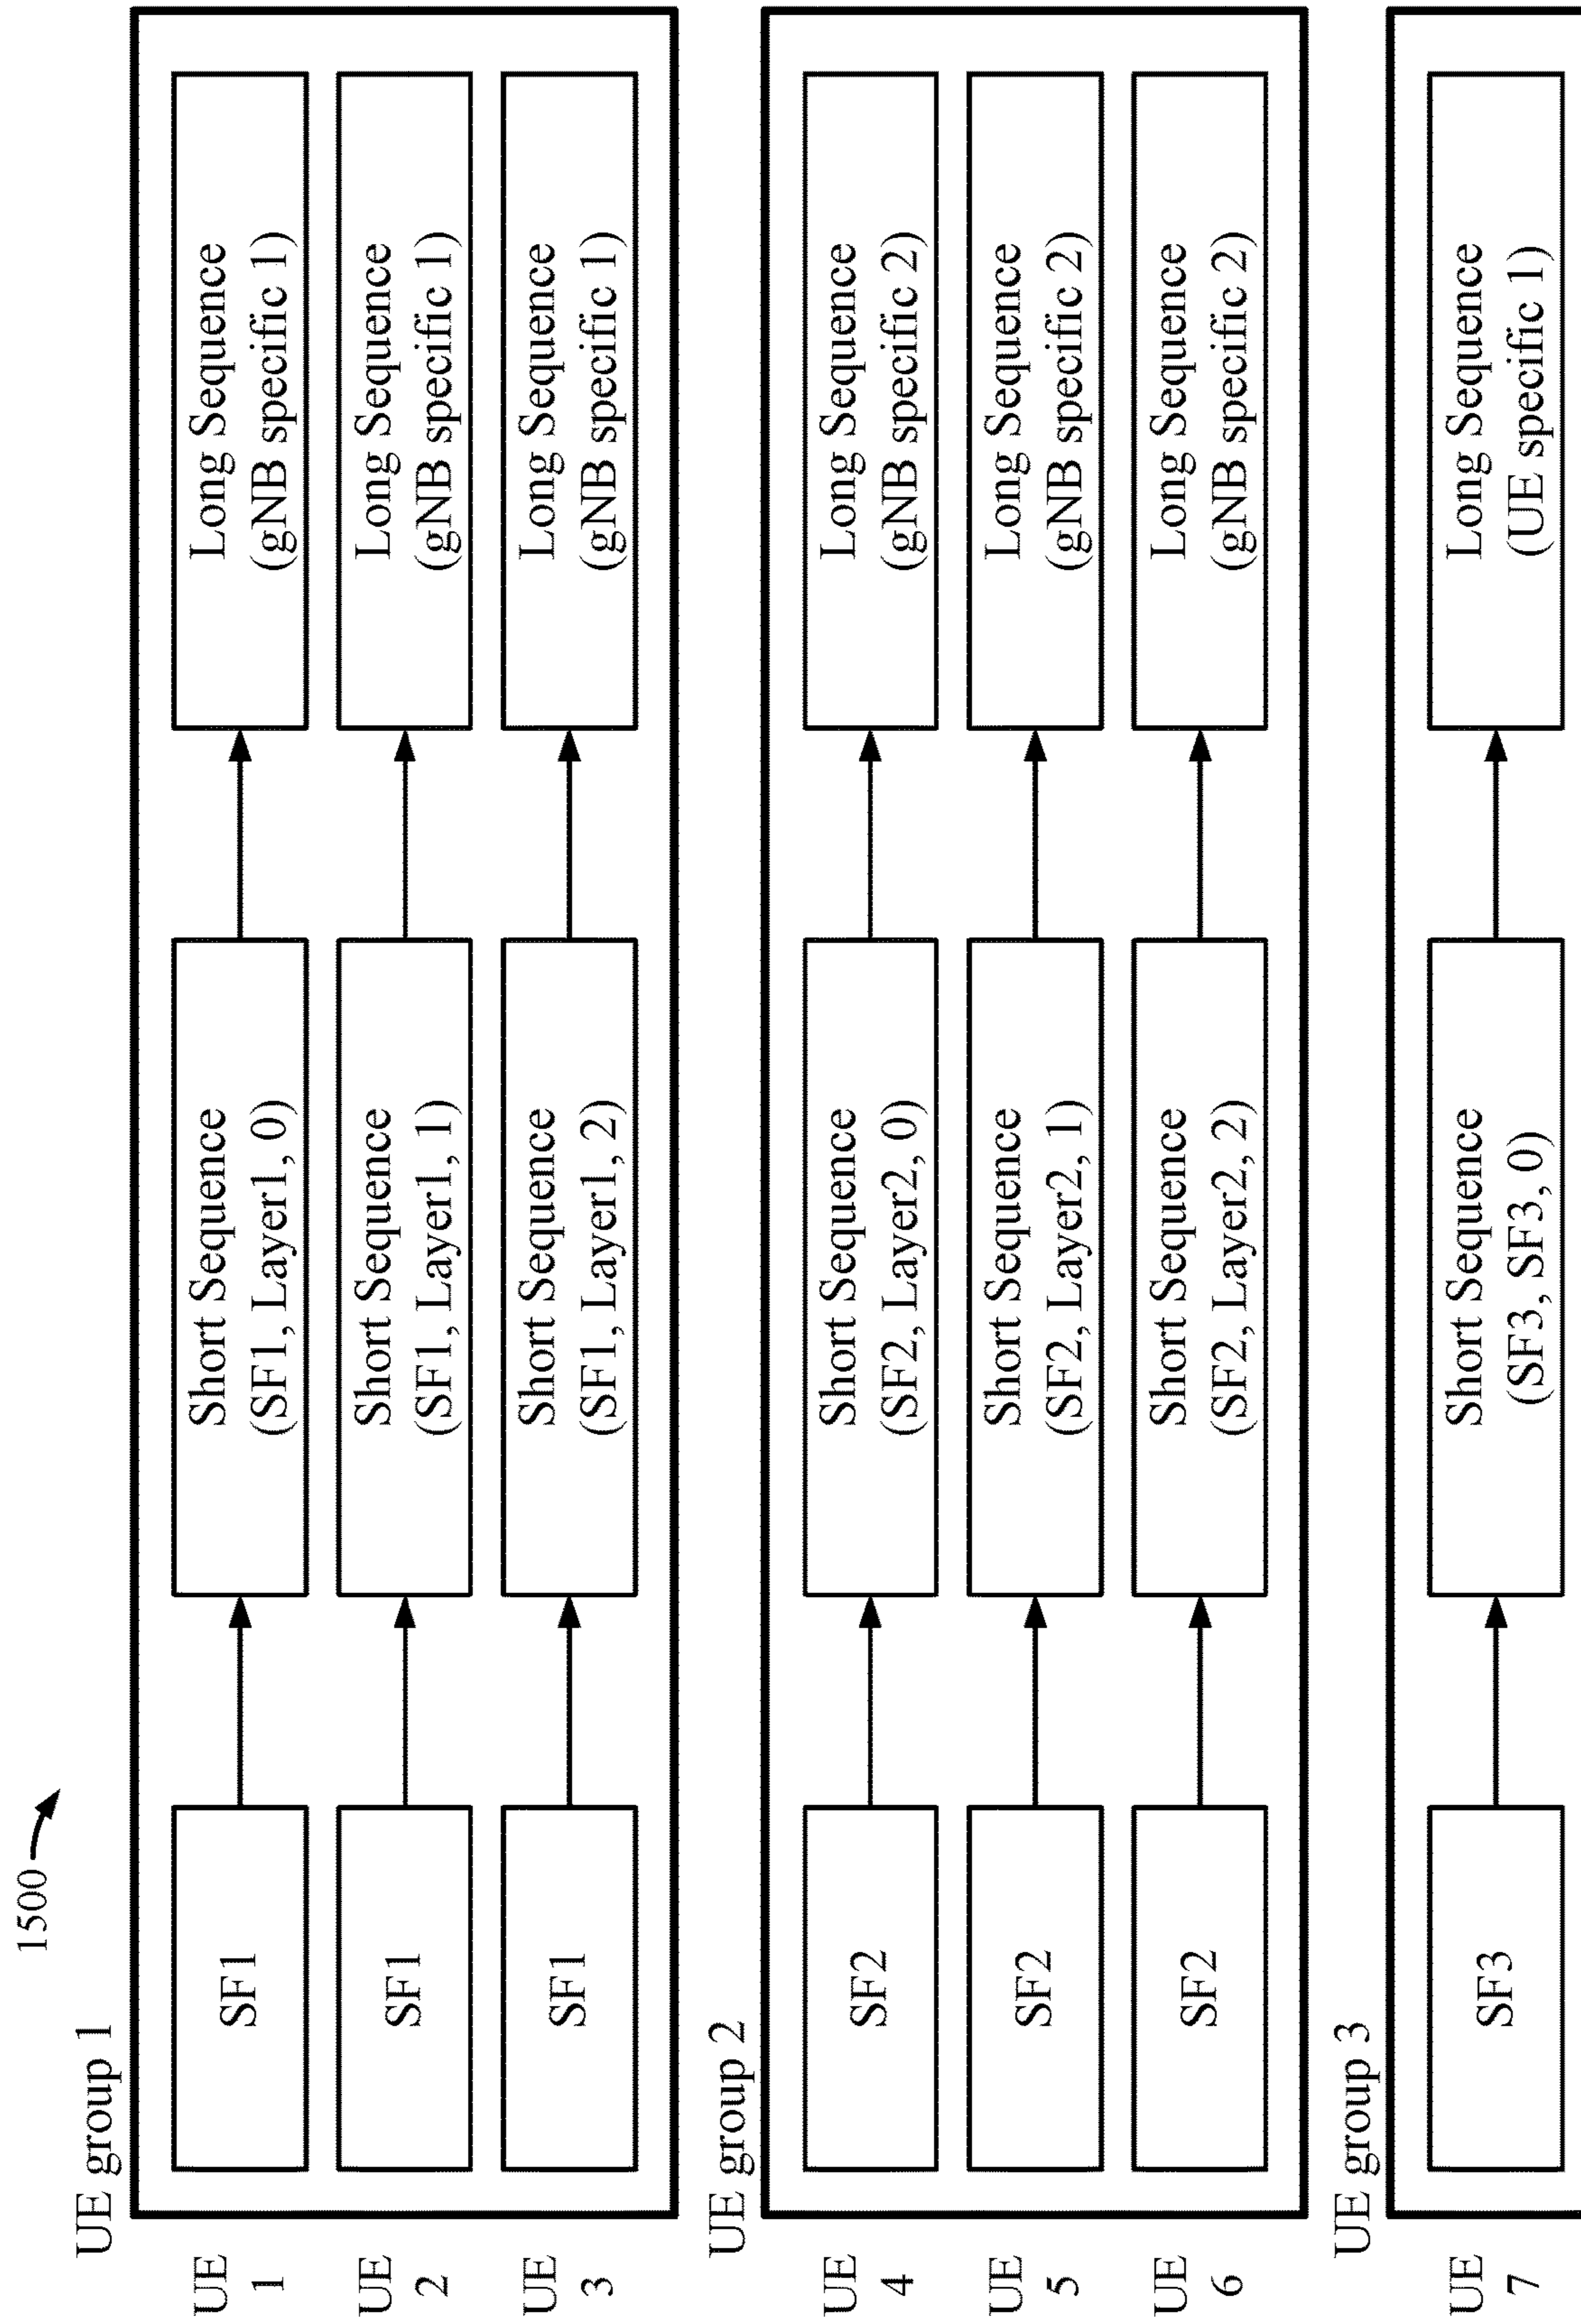 1500
UE group 1
UE
1
SF1
Short Sequence
(SF1, Layer1, 0)
Long Sequence
(gNB specific 1)
UE
2
SF1
Short Sequence
(SF1, Layer1, 1)
Long Sequence
(gNB specific 1)
UE
3
SF1
Short Sequence
(SF1, Layer1, 2)
Long Sequence
(gNB specific 1)
UE group 2
UE
4
SF2
Short Sequence
(SF2, Layer2, 0)
Long Sequence
(gNB specific 2)
UE
5
SF2
Short Sequence
(SF2, Layer2, 1)
Long Sequence
(gNB specific 2)
UE
6
SF2
Short Sequence
(SF2, Layer2, 2)
Long Sequence
(gNB specific 2)
UE group 3
UE
7
SF3
Short Sequence
(SF3, SF3, 0)
Long Sequence
(UE specific 1)